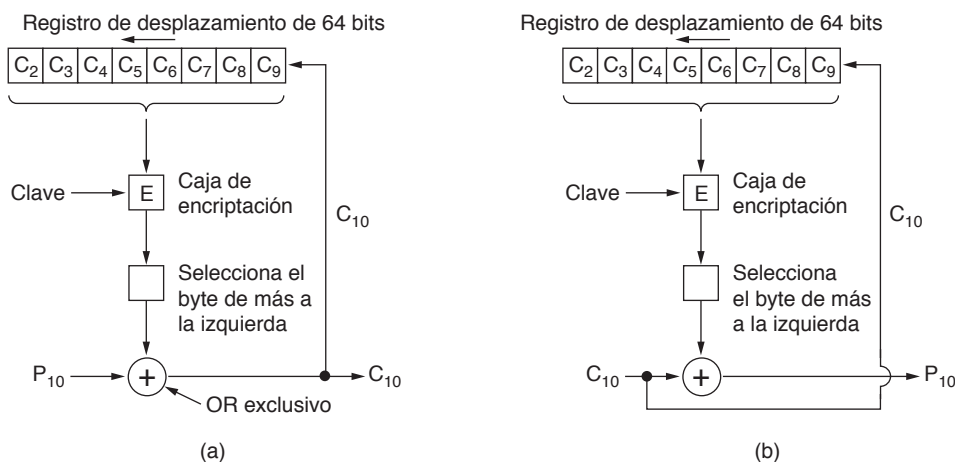 Registro de desplazamiento de 64 bits
C2 C3 C4 C5 C6 C7 C8 C9
Clave
E
Caja de
encriptación
C10
Selecciona el
byte de más a
la izquierda
P10
+
C10
OR exclusivo
(a)
Registro de desplazamiento de 64 bits
C2 C3 C4 C5 C6 C7 C8 C9
Clave
E
Caja de
encriptación
C10
Selecciona
el byte de más
a la izquierda
C10
+
P10
(b)